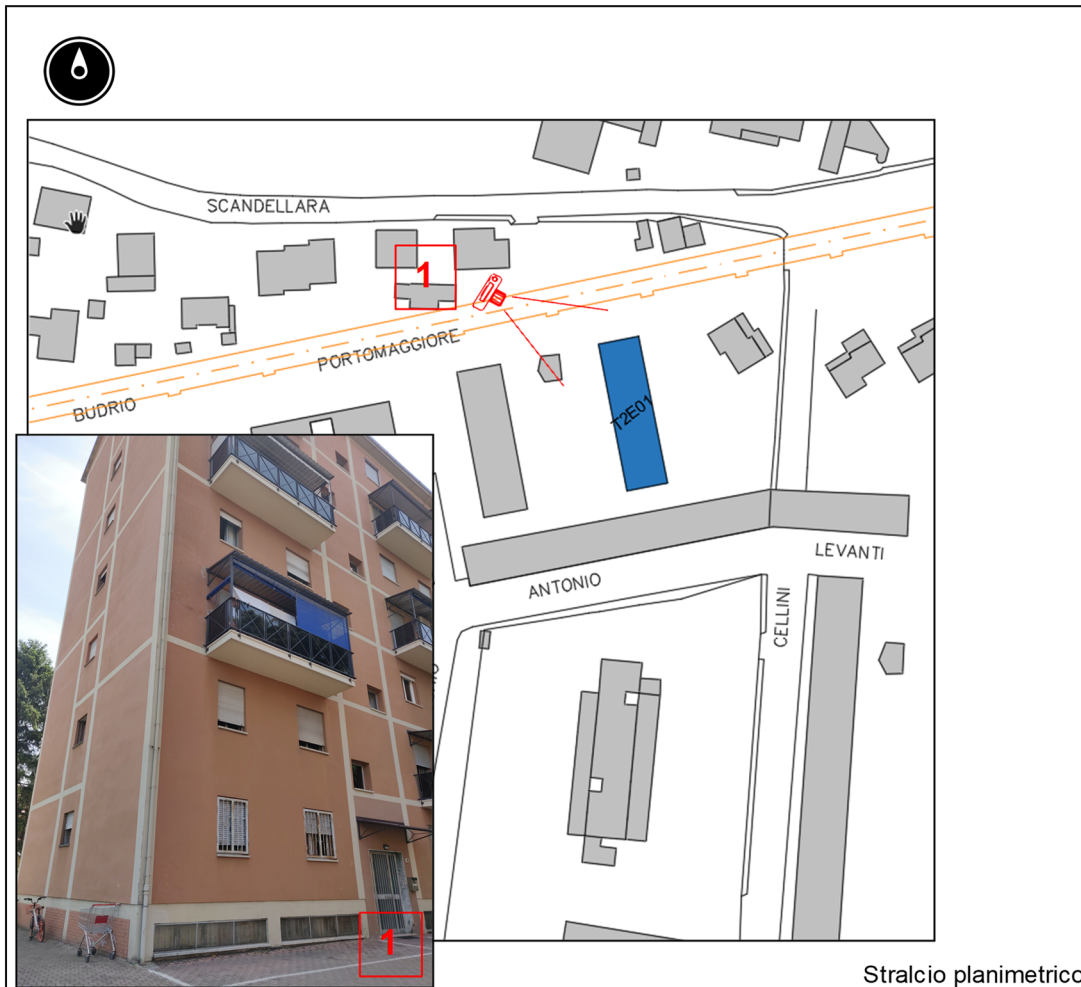 SCANDELLARA
1
PORTOMAGGIORE
BUDRIO
T2E01
LEVANTI
ANTONIO
CELLINI
1
Stralcio planimetrico